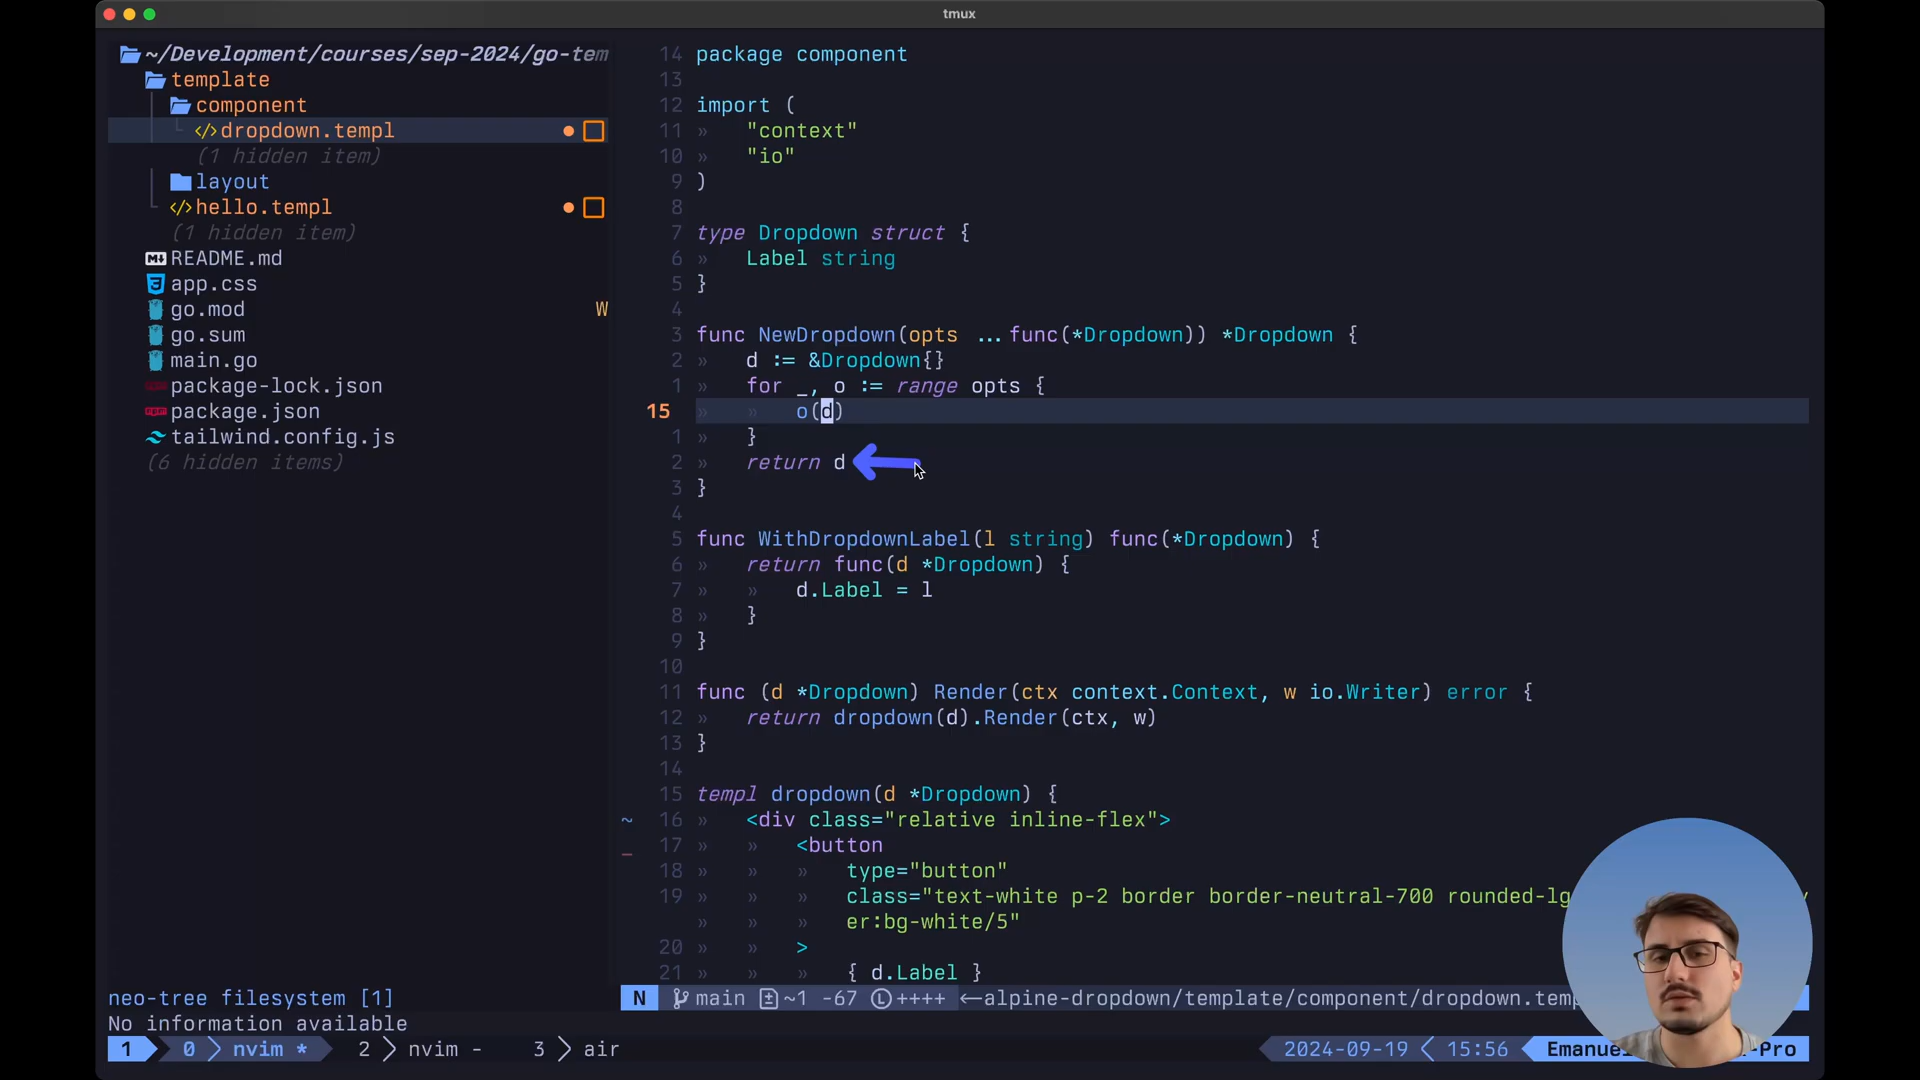 tmux
~/Development/courses/sep-2024/go-tem
template
component
dropdown.templ
(1 hidden item)
layout
hello.templ
(1 hidden item)
README.md
app.css
go.mod W
go.sum
main.go
package-lock.json
package.json
tailwind.config.js
(6 hidden items)
neo-tree filesystem [1]
14 package component
13
12 import (
11 » "context"
10 » "io"
9 )
8
7 type Dropdown struct {
6 » Label string
5 }
4
3 func NewDropdown(opts ...func(*Dropdown)) *Dropdown {
2 » d := &Dropdown{}
1 » for _, o := range opts {
15 » » o(d)
1 » }
2 » return d
3 }
4
5 func WithDropdownLabel(l string) func(*Dropdown) {
6 » return func(d *Dropdown) {
7 » » d.Label = l
8 » }
9 }
10
11 func (d *Dropdown) Render(ctx context.Context, w io.Writer) error {
12 » return dropdown(d).Render(ctx, w)
13 }
14
15 templ dropdown(d *Dropdown) {
~ 16 » <div class="relative inline-flex">
_ 17 » » <button
18 » » » type="button"
19 » » » class="text-white p-2 border border-neutral-700 rounded-lg
» » » er:bg-white/5"
20 » » >
21 » » » { d.Label }
N main ~1 -67 L ++++ ←alpine-dropdown/template/component/dropdown.temp
No information available
1 0 nvim * 2 nvim - 3 air 2024-09-19 15:56 Emanue -Pro